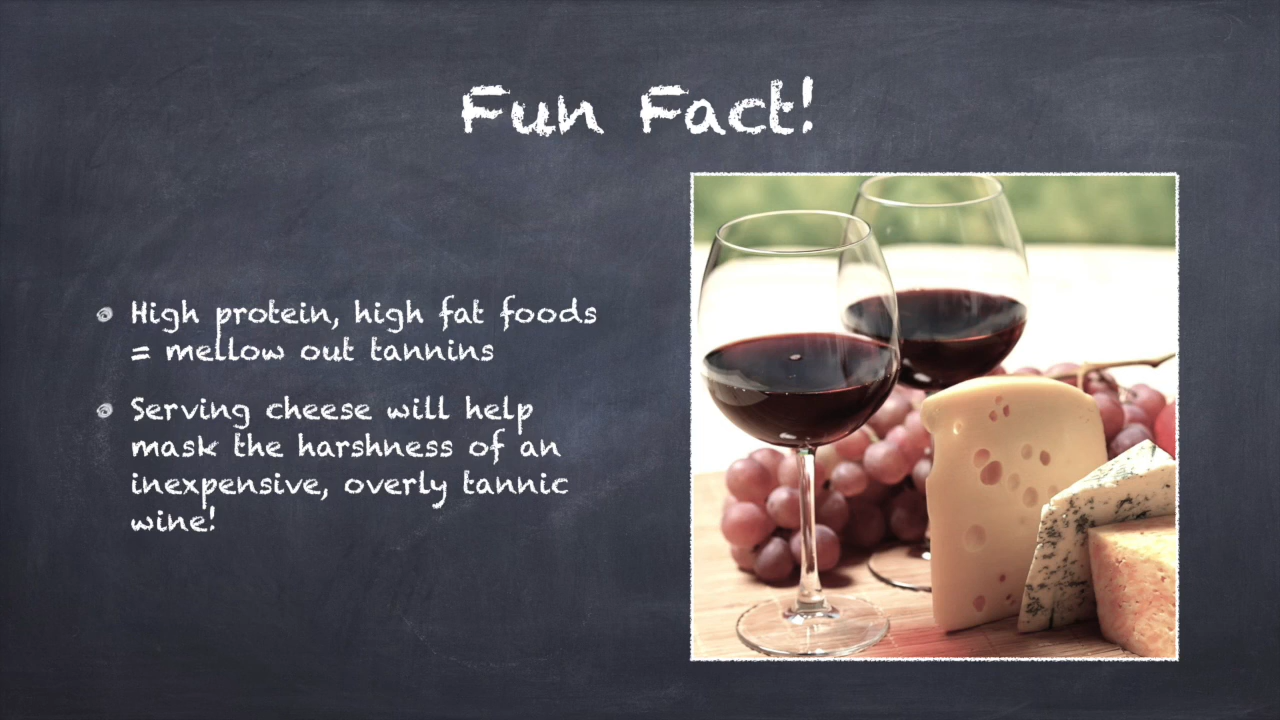 Fun Fact!
High protein, high fat foods
= mellow out tannins
Serving cheese will help
mask the harshness of an
inexpensive, overly tannic
wine!